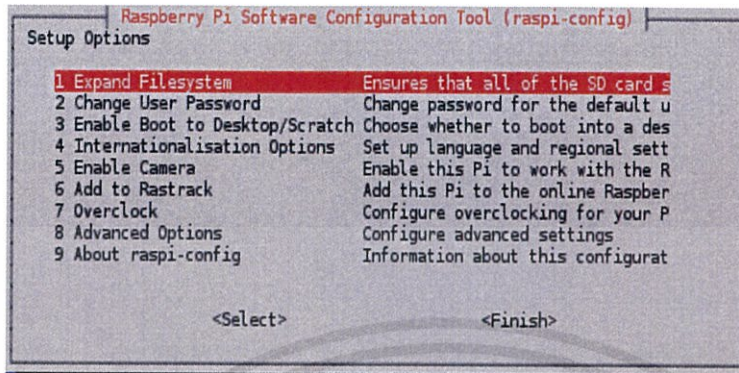 Raspberry Pi Software Configuration Tool (raspi-config)
Setup Options
1 Expand Filesystem Ensures that all of the SD card s
2 Change User Password Change password for the default u
3 Enable Boot to Desktop/Scratch Choose whether to boot into a des
4 Internationalisation Options Set up language and regional sett
5 Enable Camera Enable this Pi to work with the R
6 Add to Rastrack Add this Pi to the online Raspber
7 Overclock Configure overclocking for your P
8 Advanced Options Configure advanced settings
9 About raspi-config Information about this configurat
<Select> <Finish>